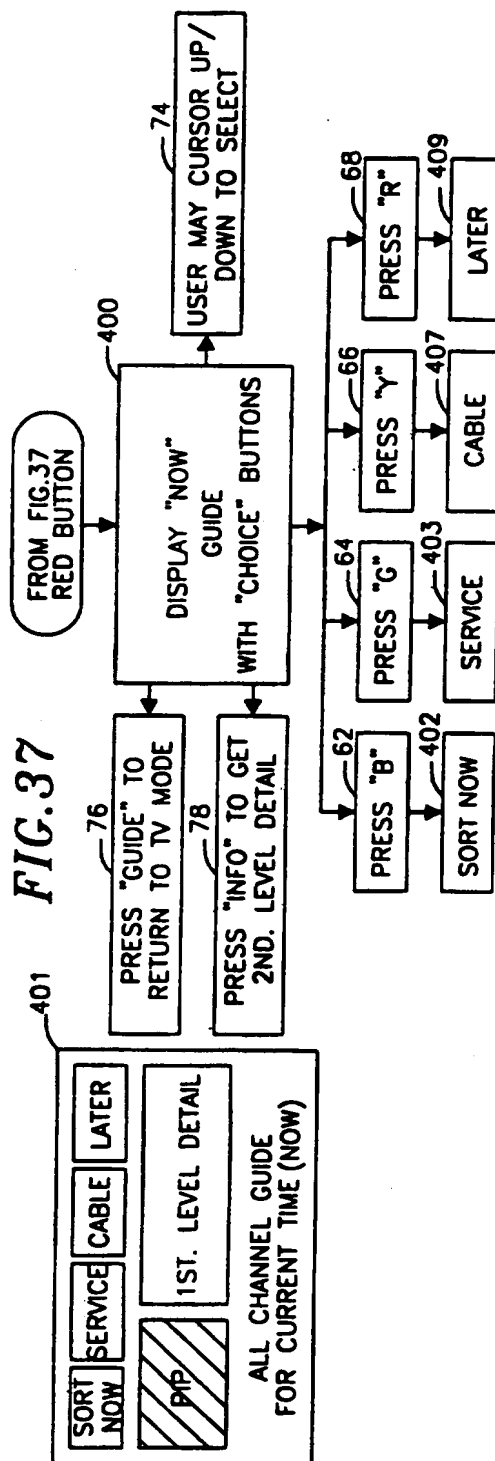 FIG.37
401
SORT
NOW
SERVICE
CABLE
LATER
PIP
1ST. LEVEL DETAIL
ALL CHANNEL GUIDE
FOR CURRENT TIME (NOW)
FROM FIG.37
RED BUTTON
76
PRESS "GUIDE" TO
RETURN TO TV MODE
78
PRESS "INFO" TO GET
2ND. LEVEL DETAIL
400
DISPLAY "NOW"
GUIDE
WITH "CHOICE" BUTTONS
74
USER MAY CURSOR UP/
DOWN TO SELECT
62
PRESS "B"
64
PRESS "G"
66
PRESS "Y"
68
PRESS "R"
402
SORT NOW
403
SERVICE
407
CABLE
409
LATER